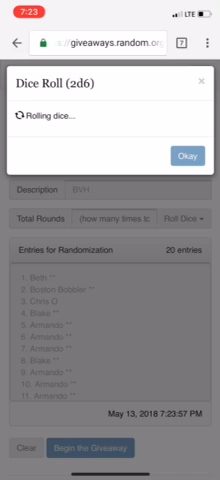 7:23
LTE
s://giveaways.random.org
7
Dice Roll (2d6)
×
Rolling dice...
Okay
Description
BVH
Total Rounds
(how many times to
Roll Dice
Entries for Randomization
20 entries
1. Beth **
2. Boston Bobbler **
3. Chris O
4. Blake **
5. Armando **
6. Armando **
7. Armando **
8. Blake **
9. Armando **
10. Armando **
11. Armando **
May 13, 2018 7:23:57 PM
Clear
Begin the Giveaway